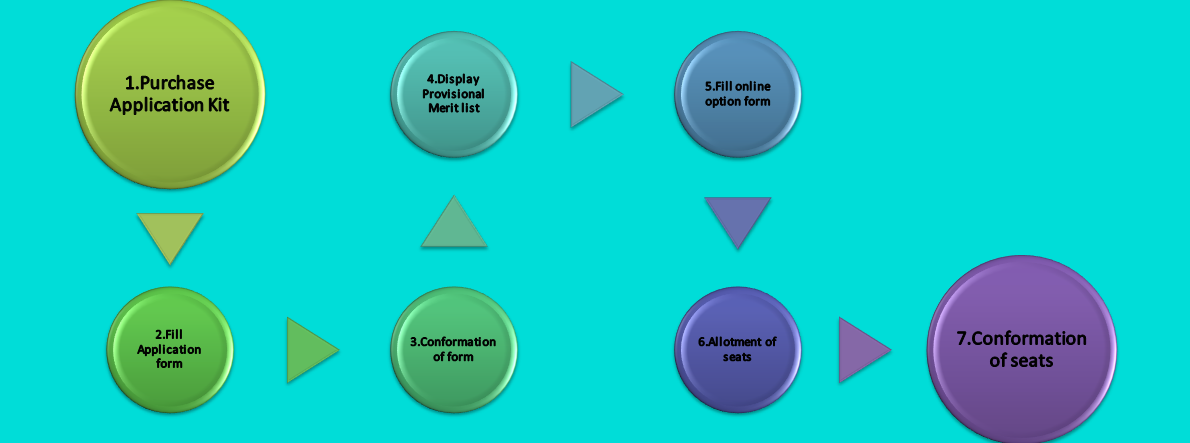 1.Purchase
Application Kit
2.Fill
Application
form
3.Conformation
of form
4.Display
Provisional
Merit list
5.Fill online
option form
6.Allotment of
seats
7.Conformation
of seats